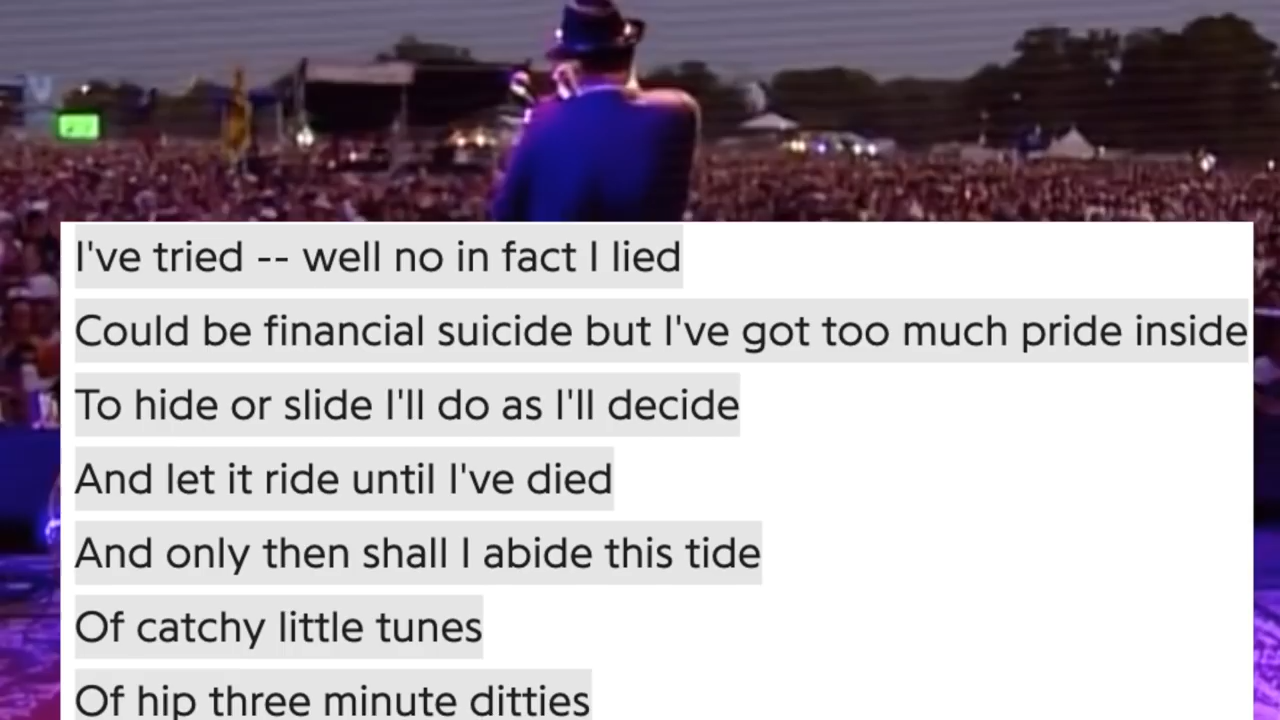 I've tried -- well no in fact I lied
Could be financial suicide but I've got too much pride inside
To hide or slide I'll do as I'll decide
And let it ride until I've died
And only then shall I abide this tide
Of catchy little tunes
Of hip three minute ditties